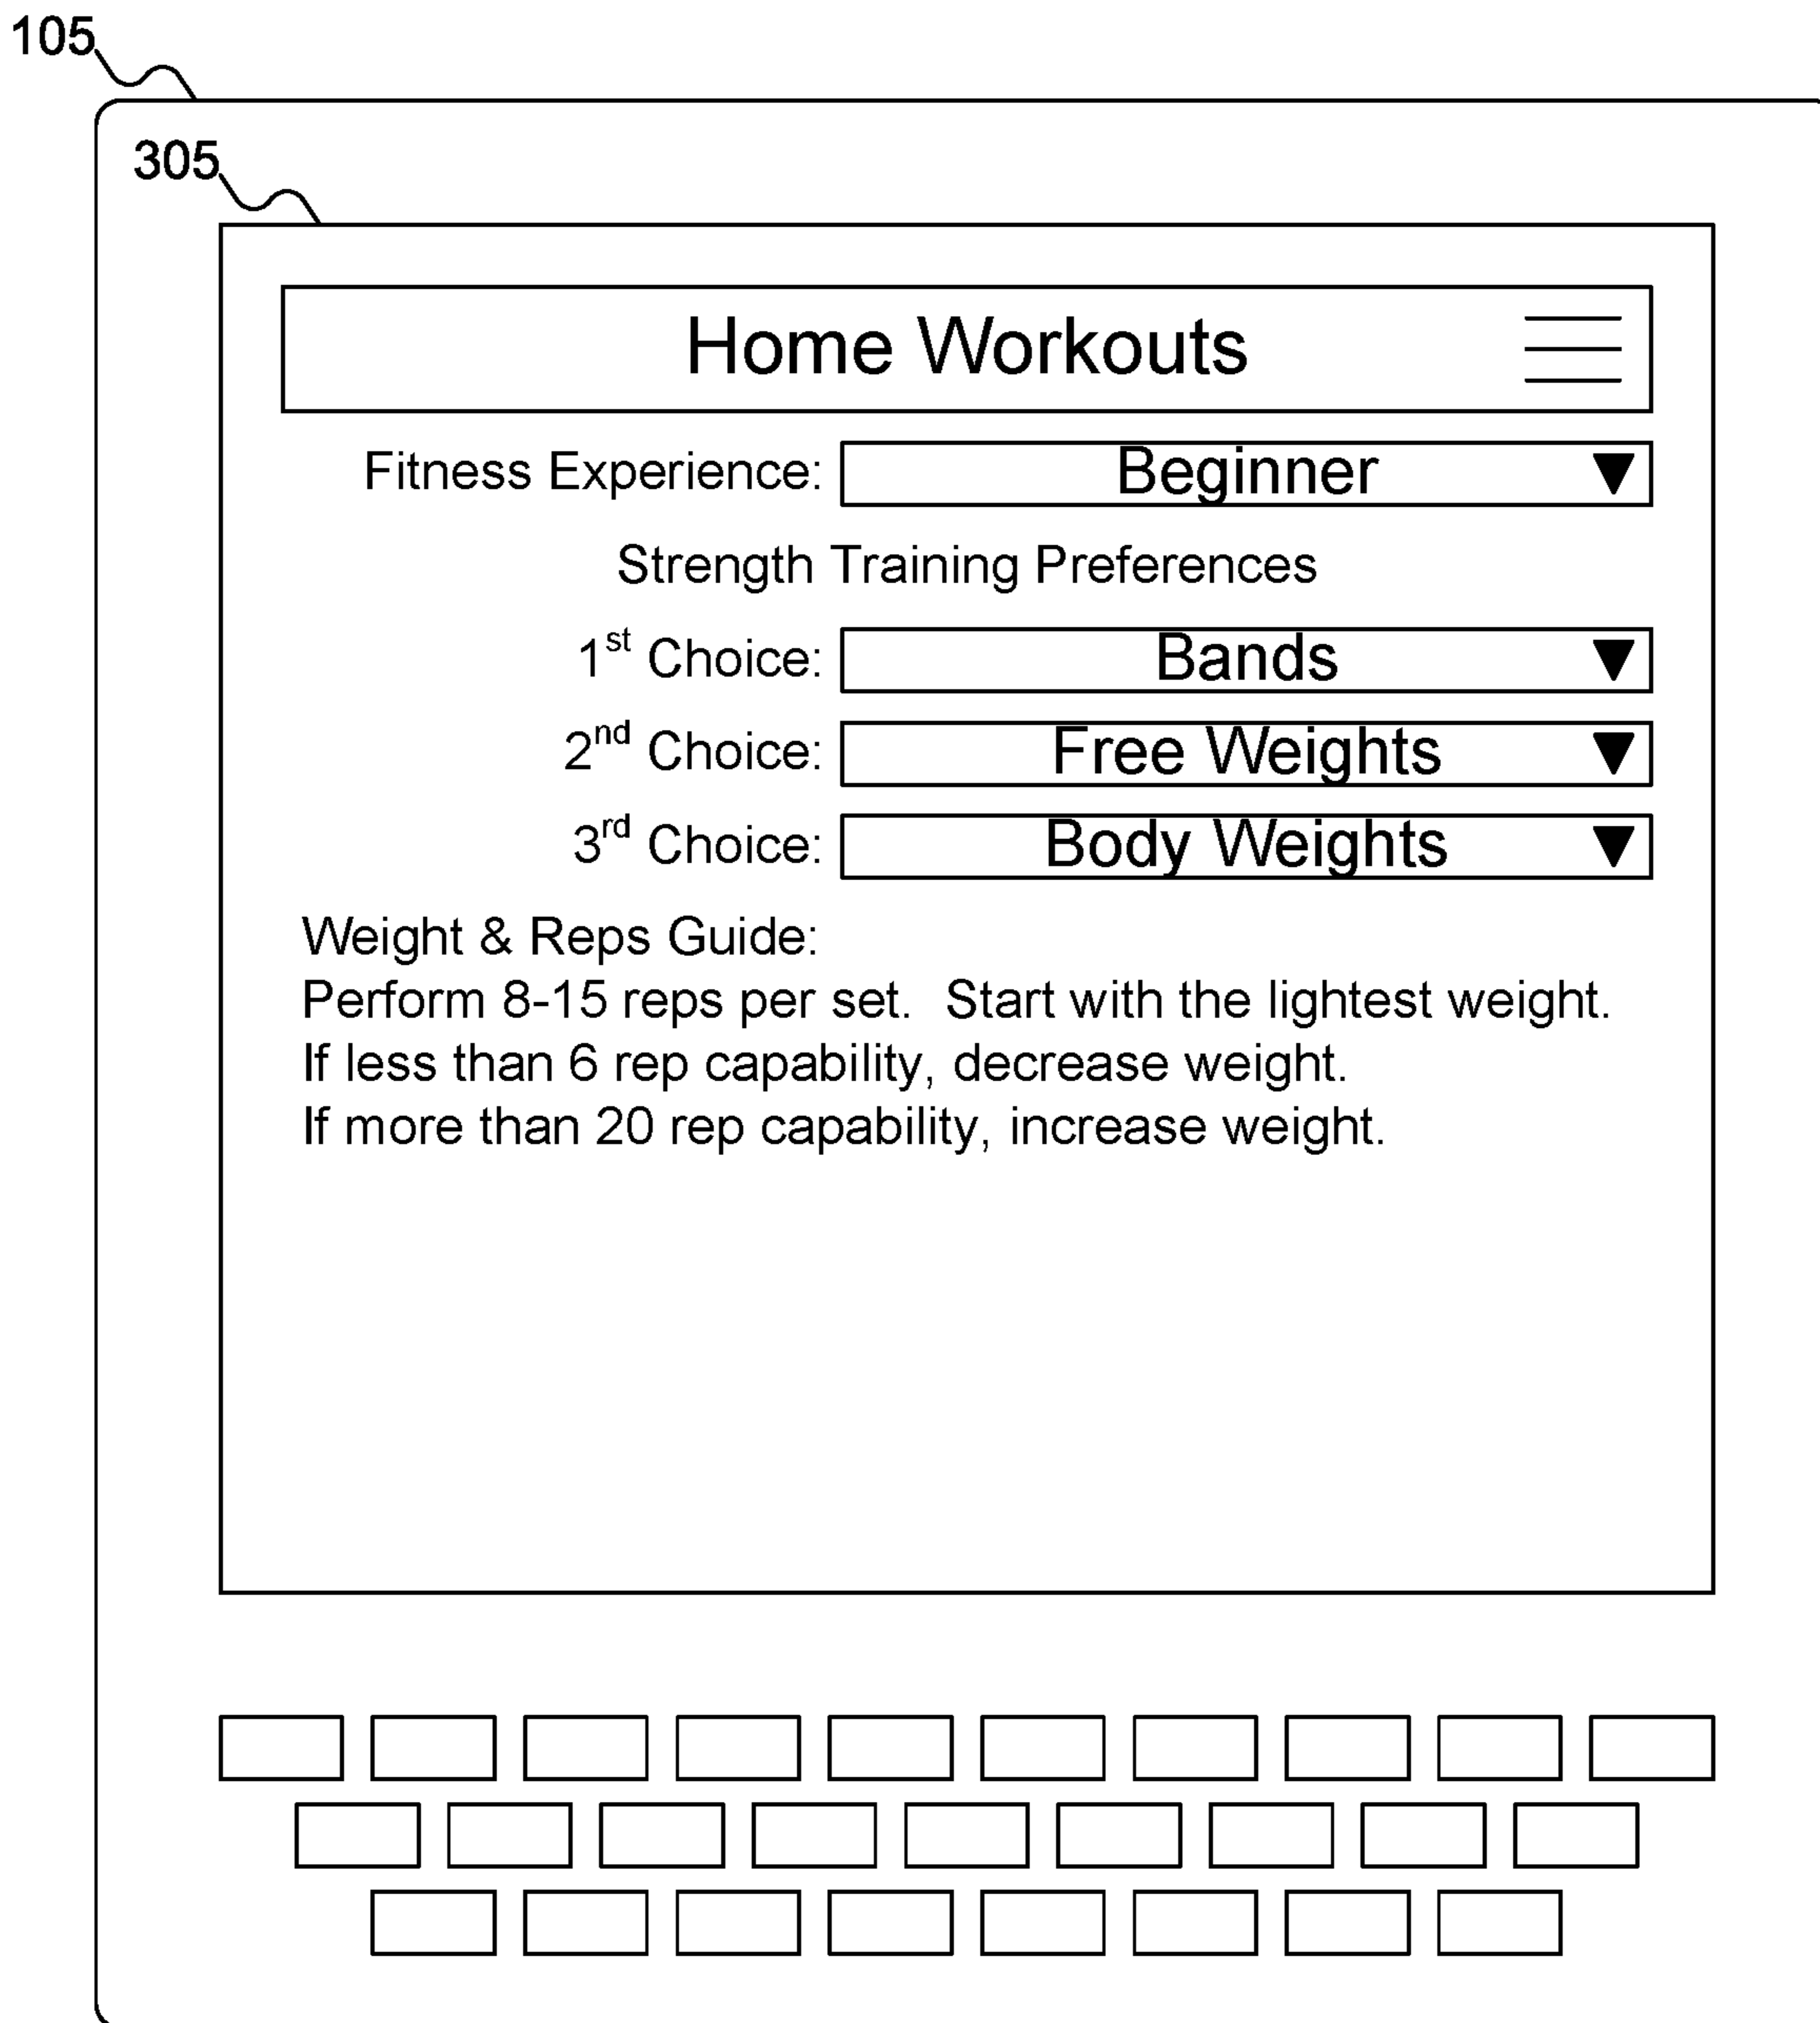 105
305
Home Workouts
Fitness Experience: Beginner
Strength Training Preferences
1st Choice: Bands
2nd Choice: Free Weights
3rd Choice: Body Weights
Weight & Reps Guide:
Perform 8-15 reps per set.  Start with the lightest weight.
If less than 6 rep capability, decrease weight.
If more than 20 rep capability, increase weight.